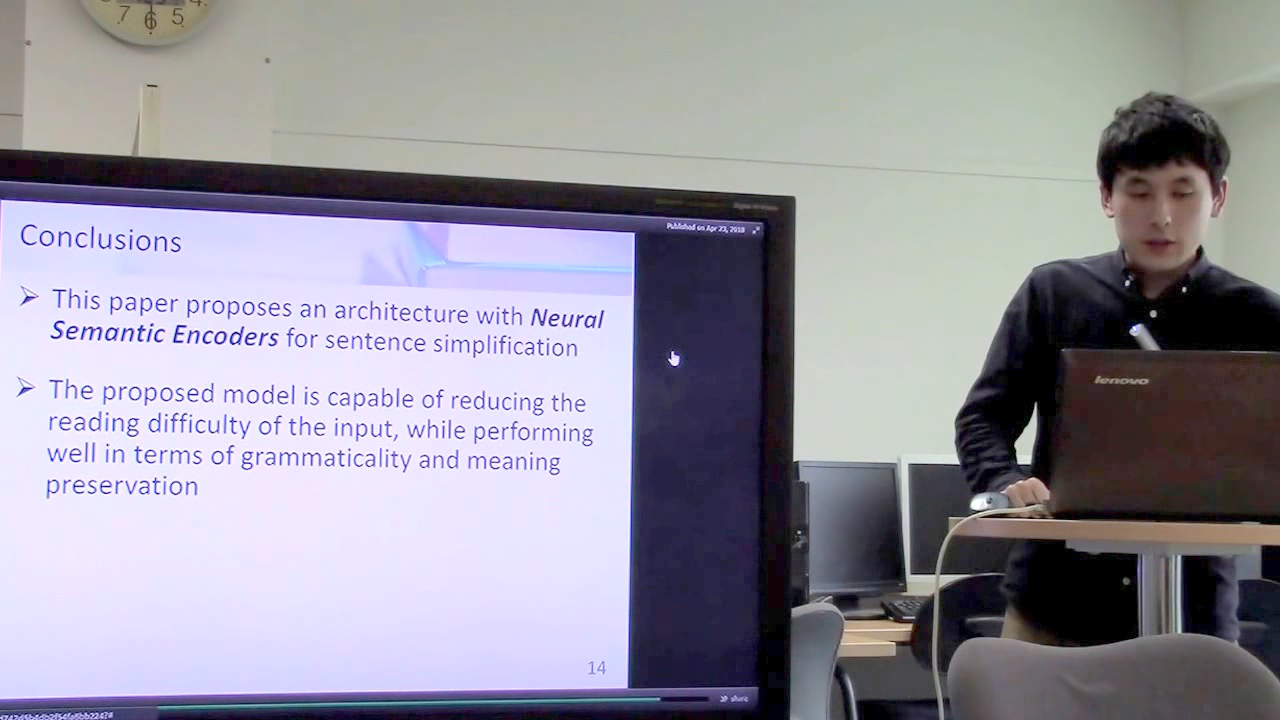 7 6 5 4
Published on Apr 23, 2018
Conclusions
This paper proposes an architecture with Neural
Semantic Encoders for sentence simplification
The proposed model is capable of reducing the
reading difficulty of the input, while performing
well in terms of grammaticality and meaning
preservation
14
share
lenovo